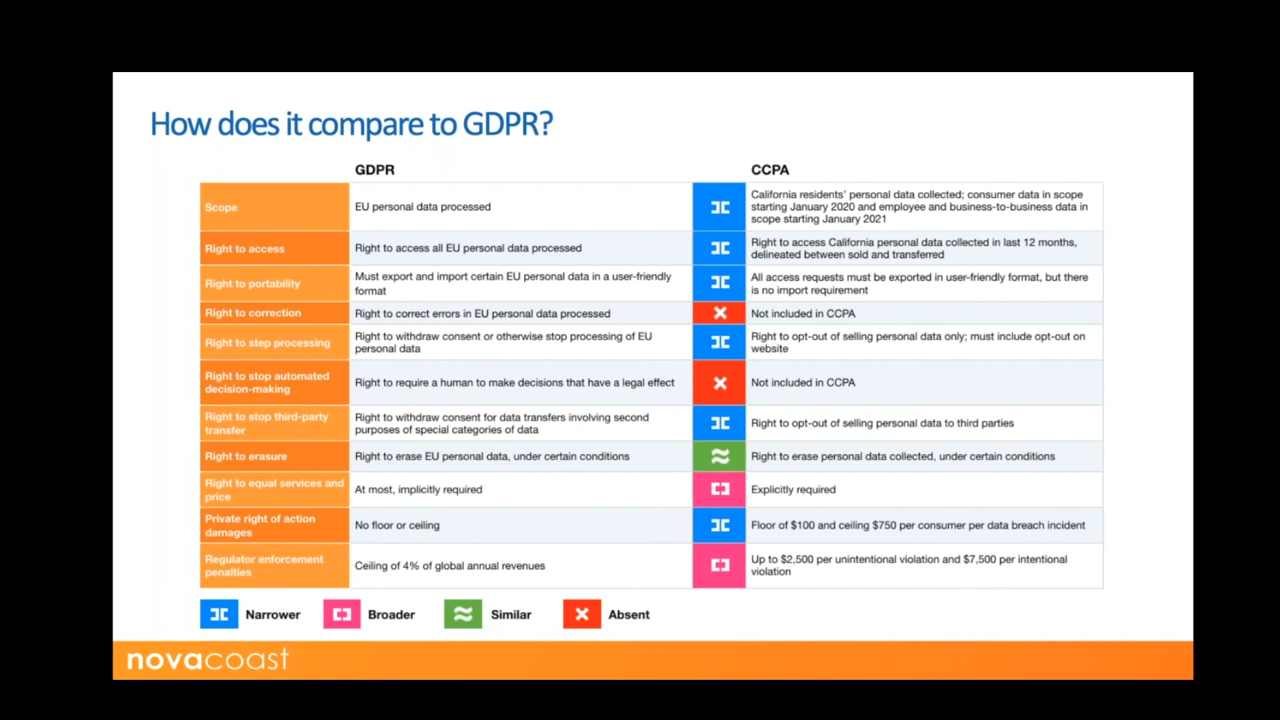 How does it compare to GDPR?
GDPR
CCPA
Scope
EU personal data processed
California residents' personal data collected; consumer data in scope
starting January 2020 and employee and business-to-business data in
scope starting January 2021
Right to access
Right to access all EU personal data processed
Right to access California personal data collected in last 12 months,
delineated between sold and transferred
Right to portability
Must export and import certain EU personal data in a user-friendly
format
All access requests must be exported in user-friendly format, but there
is no import requirement
Right to correction
Right to correct errors in EU personal data processed
Not included in CCPA
Right to step processing
Right to withdraw consent or otherwise stop processing of EU
personal data
Right to opt-out of selling personal data only; must include opt-out on
website
Right to stop automated
decision-making
Right to require a human to make decisions that have a legal effect
Not included in CCPA
Right to stop third-party
transfer
Right to withdraw consent for data transfers involving second
purposes of special categories of data
Right to opt-out of selling personal data to third parties
Right to erasure
Right to erase EU personal data, under certain conditions
Right to erase personal data collected, under certain conditions
Right to equal services and
price
At most, implicitly required
Explicitly required
Private right of action
damages
No floor or ceiling
Floor of $100 and ceiling $750 per consumer per data breach incident
Regulator enforcement
penalties
Ceiling of 4% of global annual revenues
Up to $2,500 per unintentional violation and $7,500 per intentional
violation
Narrower
Broader
Similar
Absent
novacoast